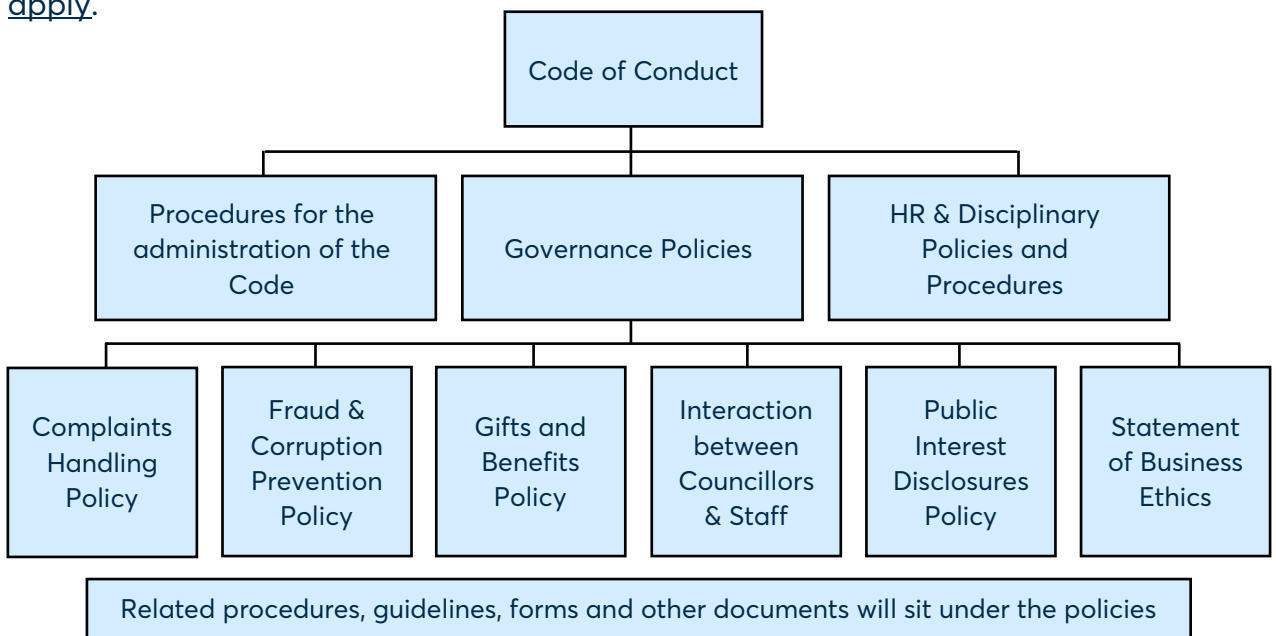 apply.
Code of Conduct
Procedures for the
administration of the
Code
Governance Policies
HR & Disciplinary
Policies and
Procedures
Complaints
Handling
Policy
Fraud &
Corruption
Prevention
Policy
Gifts and
Benefits
Policy
Interaction
between
Councillors
& Staff
Public
Interest
Disclosures
Policy
Statement
of Business
Ethics
Related procedures, guidelines, forms and other documents will sit under the policies